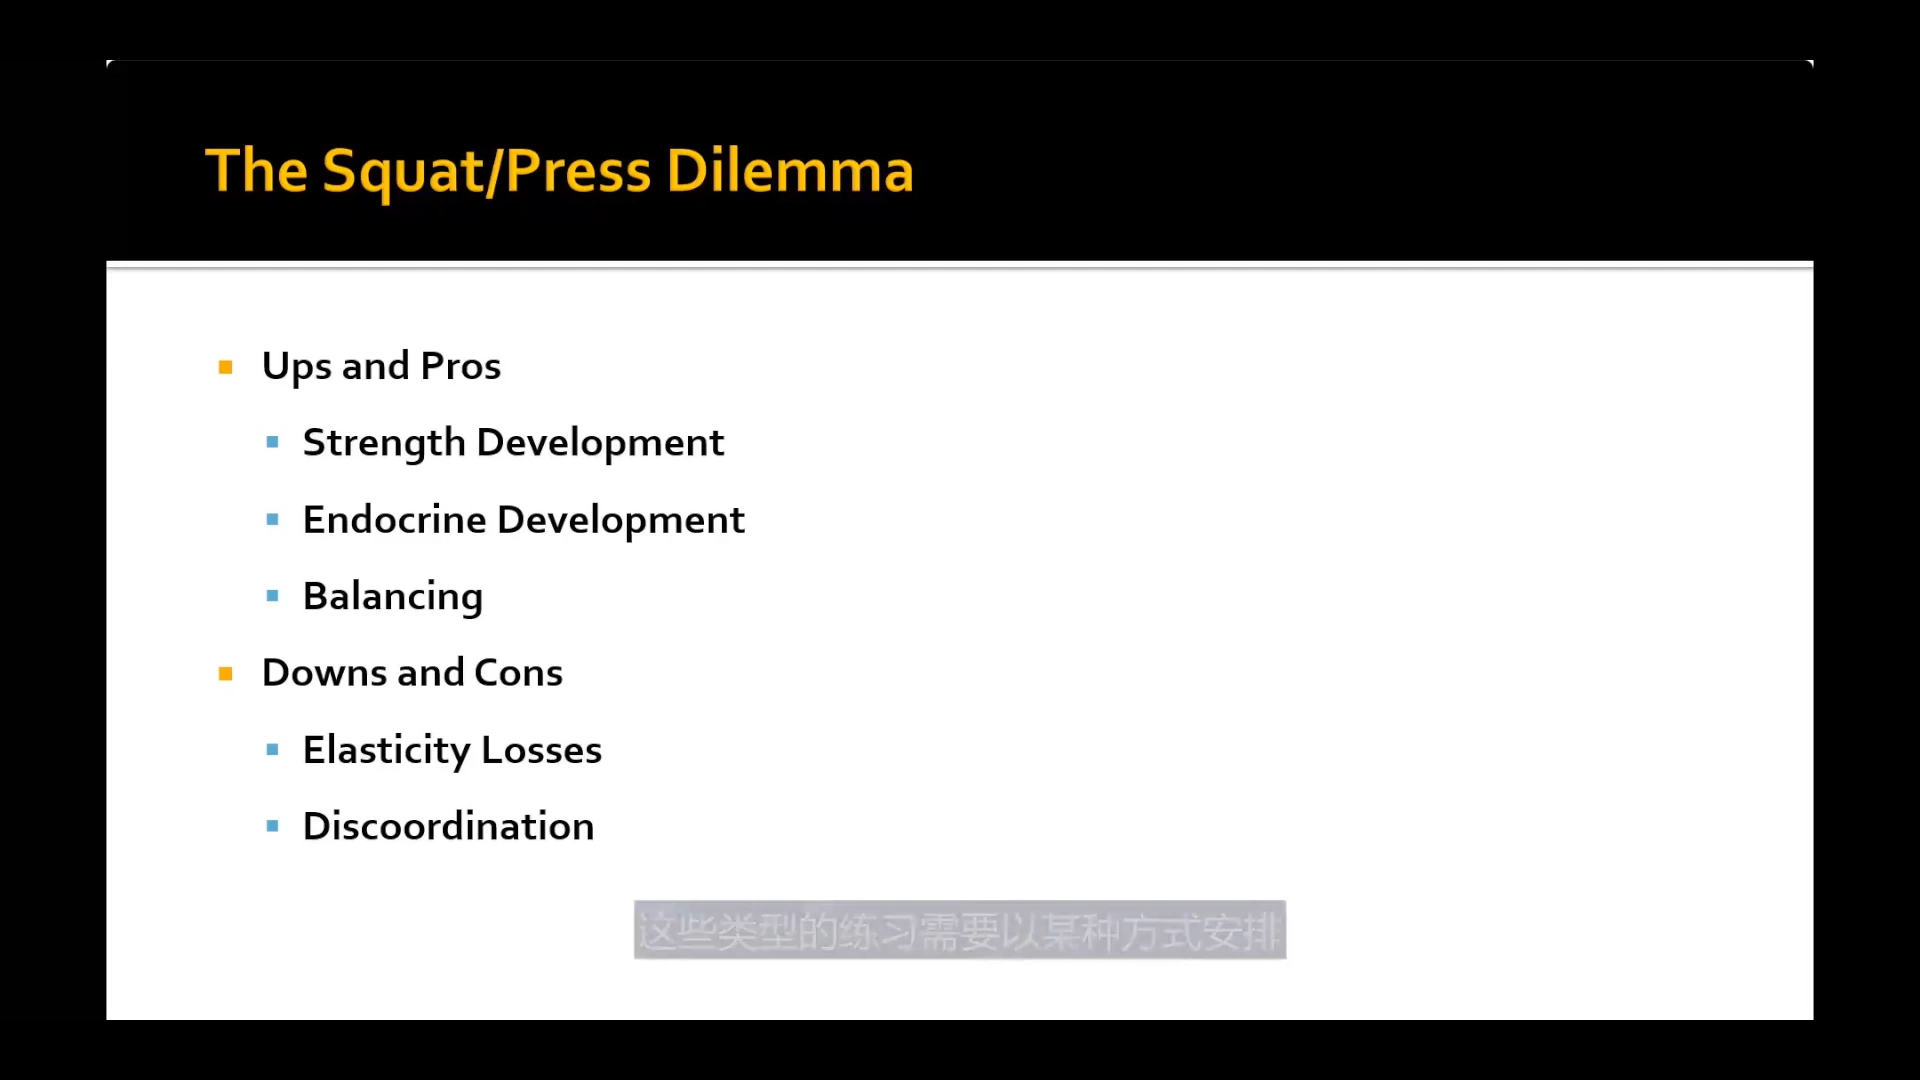 The Squat/Press Dilemma
Ups and Pros
Strength Development
Endocrine Development
Balancing
Downs and Cons
Elasticity Losses
Discoordination
这些类型的练习需要以某种方式安排